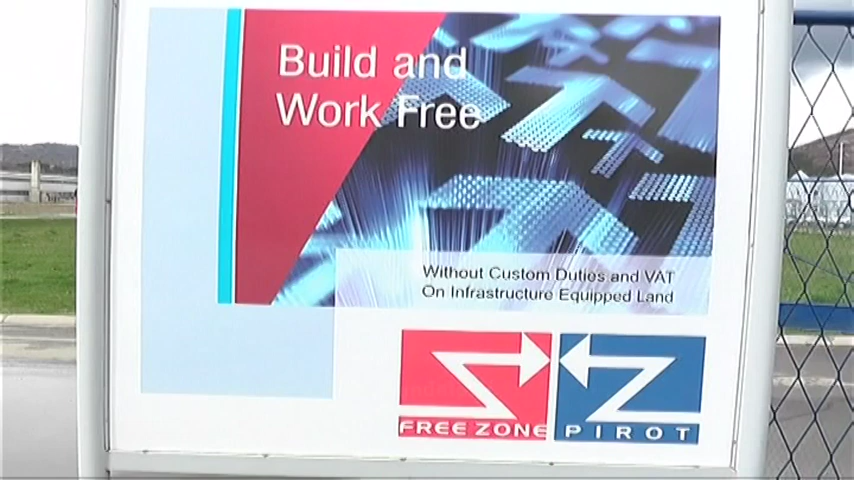 Build and
Work Free
Without Custom Duties and VAT
On Infrastructure Equipped Land
FREE ZONE PIROT